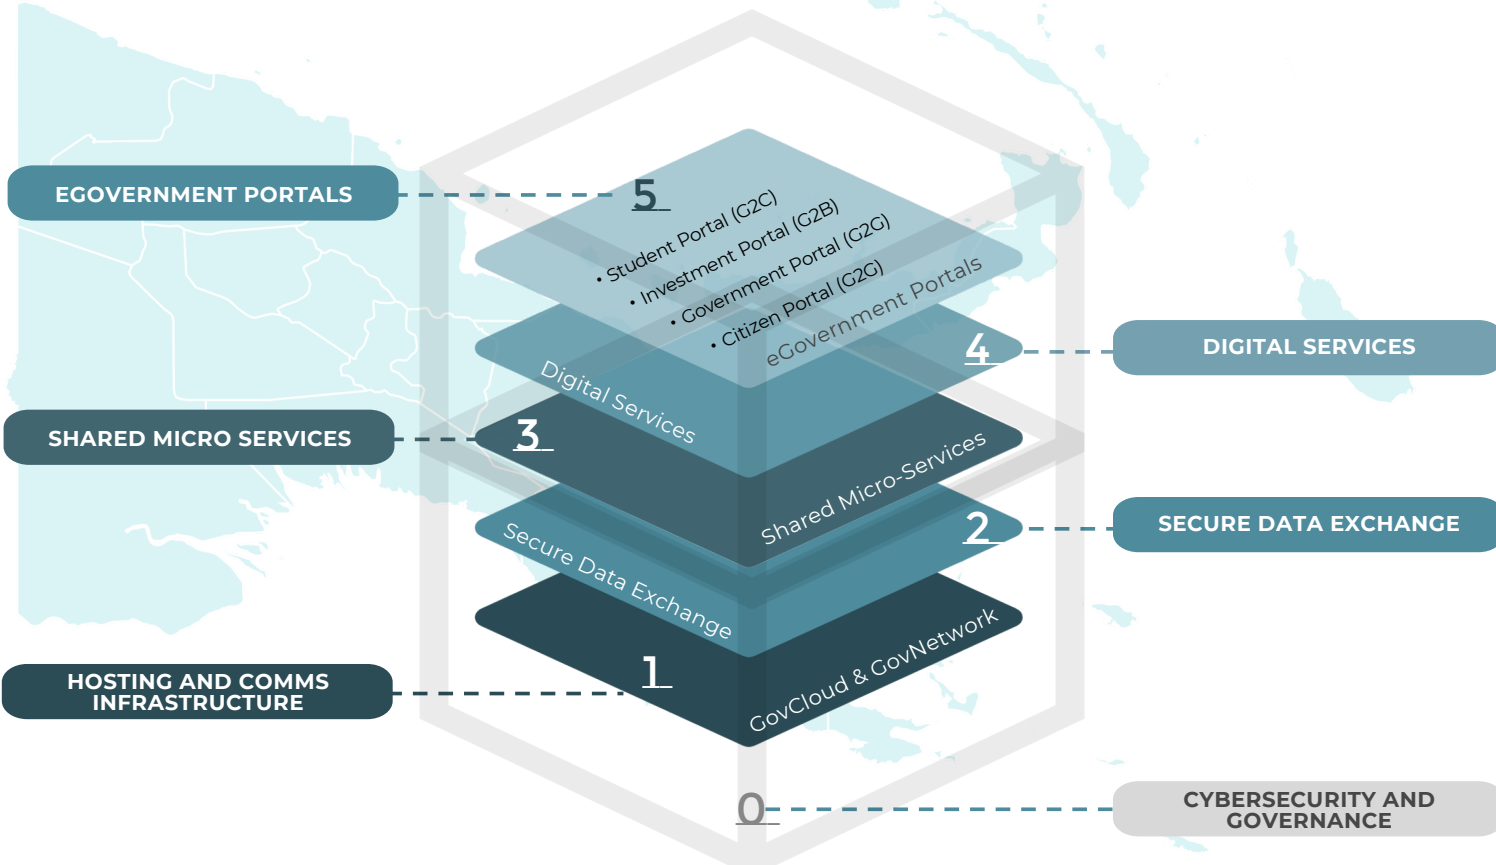 EGOVERNMENT PORTALS
5
• Student Portal (G2C)
• Investment Portal (G2B)
• Government Portal (G2G)
• Citizen Portal (G2G)
eGovernment Portals
4
DIGITAL SERVICES
Digital Services
SHARED MICRO SERVICES
3
Shared Micro-Services
2
SECURE DATA EXCHANGE
Secure Data Exchange
HOSTING AND COMMS
INFRASTRUCTURE
1
GovCloud & GovNetwork
0
CYBERSECURITY AND
GOVERNANCE